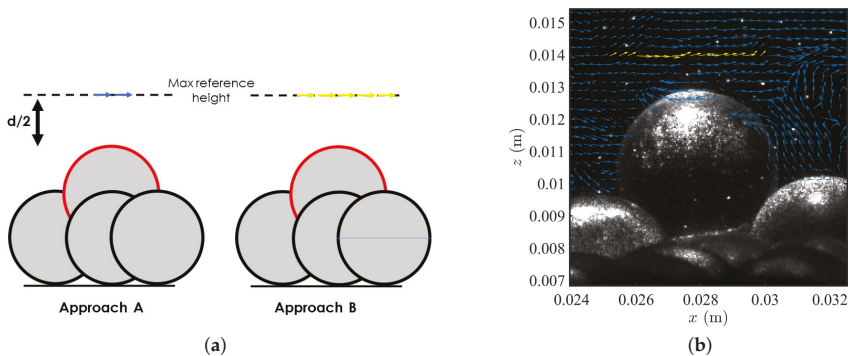 Max reference
height
d/2
Approach A
Approach B
(a)
0.015
0.014
0.013
0.012
0.011
0.01
0.009
0.008
0.007
z (m)
0.024
0.026
0.028
0.03
0.032
x (m)
(b)